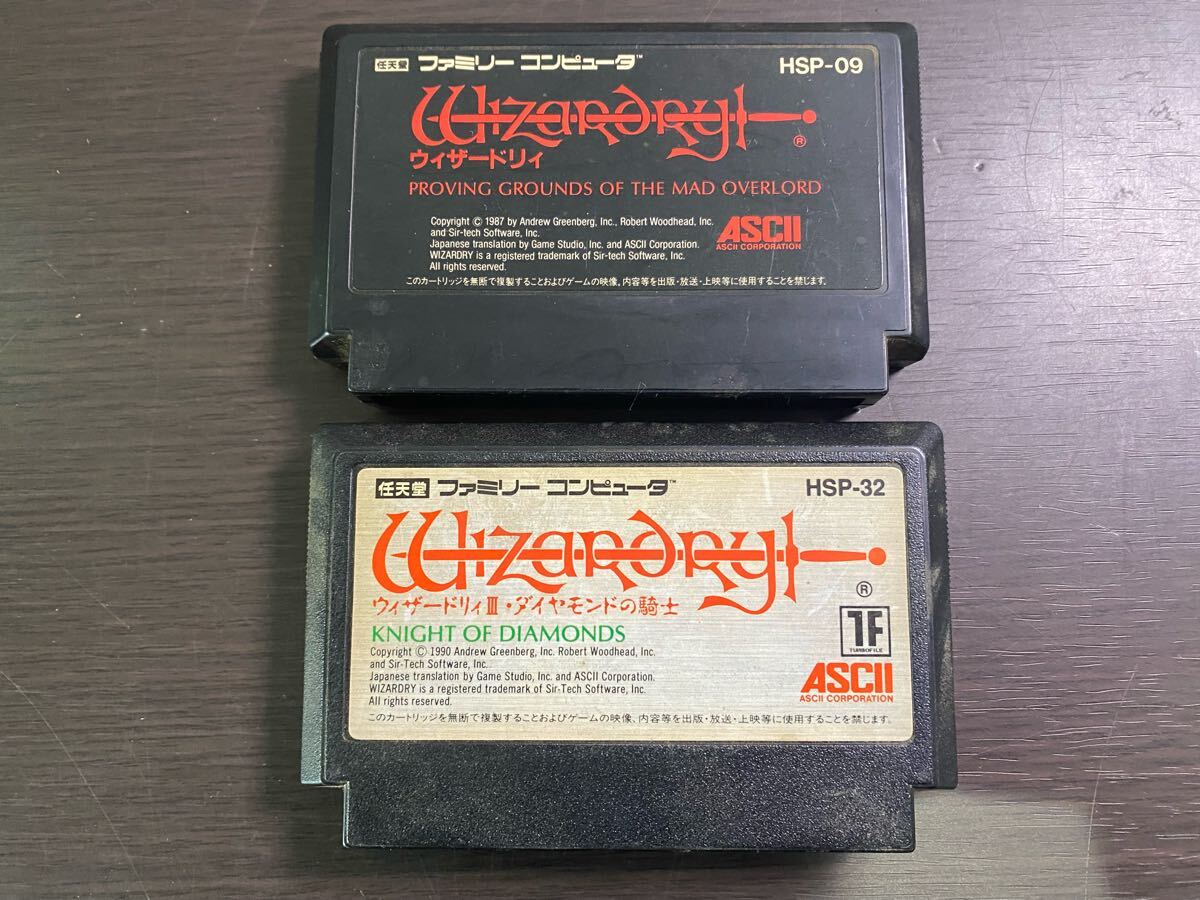 任天堂 ファミリー コンピュータ™ HSP-09
Wizardry ®
ウィザードリィ
PROVING GROUNDS OF THE MAD OVERLORD
Copyright © 1987 by Andrew Greenberg, Inc., Robert Woodhead, Inc.
and Sir-tech Software, Inc.
Japanese translation by Game Studio, Inc. and ASCII Corporation.
WIZARDRY is a registered trademark of Sir-tech Software, Inc.
All rights reserved.
ASCII
ASCII CORPORATION
このカートリッジを無断で複製することおよびゲームの映像、内容等を出版・放送・上映等に使用することを禁じます。
任天堂 ファミリー コンピュータ™ HSP-32
Wizardry ®
ウィザードリィⅢ・ダイヤモンドの騎士
KNIGHT OF DIAMONDS
Copyright © 1990 Andrew Greenberg, Inc. Robert Woodhead, Inc.
and Sir-Tech Software, Inc.
Japanese translation by Game Studio, Inc. and ASCII Corporation.
WIZARDRY is a registered trademark of Sir-Tech Software, Inc.
All rights reserved.
TF
TURBOFILE
ASCII
ASCII CORPORATION
このカートリッジを無断で複製することおよびゲームの映像、内容等を出版・放送・上映等に使用することを禁じます。